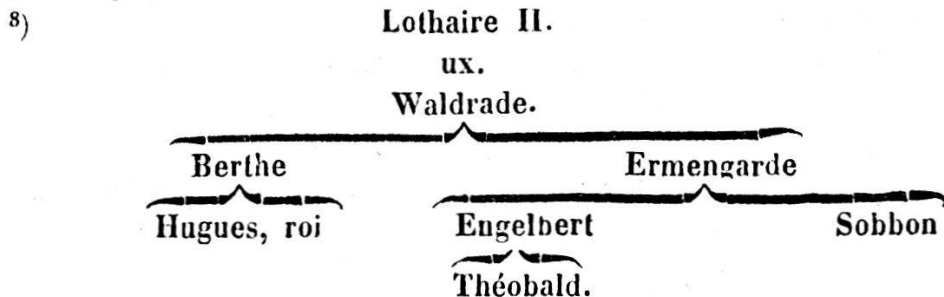 8)
Lothaire II.
ux.
Waldrade.
Berthe Ermengarde
Hugues, roi Engelbert Sobbon
Théobald.